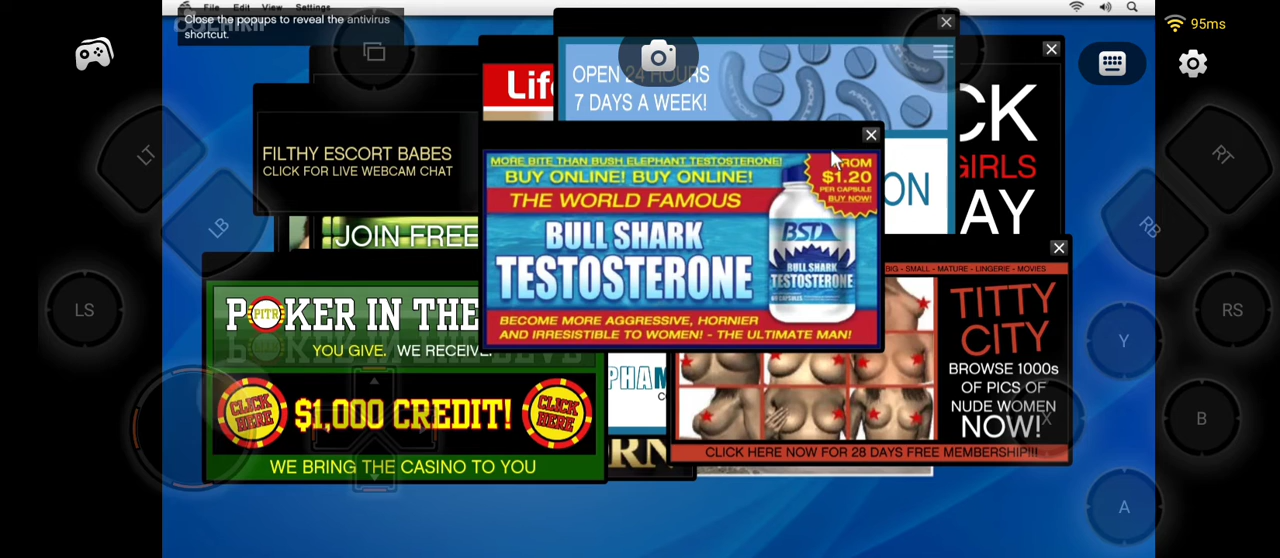 File Edit View Settings
Close the popups to reveal the antivirus
shortcut.
95ms
LT
LB
LS
RT
RB
RS
Y
B
A
X
OPEN 24 HOURS
7 DAYS A WEEK!
FILTHY ESCORT BABES
CLICK FOR LIVE WEBCAM CHAT
JOIN FREE
CK
GIRLS
AY
ON
MORE BITE THAN BUSH ELEPHANT TESTOSTERONE!
BUY ONLINE! BUY ONLINE!
THE WORLD FAMOUS
BULL SHARK
TESTOSTERONE
BECOME MORE AGGRESSIVE, HORNIER
AND IRRESISTIBLE TO WOMEN! - THE ULTIMATE MAN!
FROM
$1.20
PER CAPSULE
BUY NOW!
BST
BULL SHARK
TESTOSTERONE
POKER IN THE
PITR
YOU GIVE. WE RECEIVE.
CLICK HERE
$1,000 CREDIT!
CLICK HERE
WE BRING THE CASINO TO YOU
PHAM
RN
BIG - SMALL - MATURE - LINGERIE - MOVIES
TITTY
CITY
BROWSE 1000s
OF PICS OF
NUDE WOMEN
NOW!
CLICK HERE NOW FOR 28 DAYS FREE MEMBERSHIP!!!